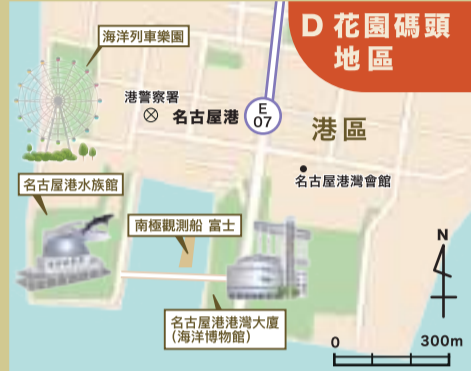 D 花園碼頭
地區
海洋列車樂園
港警察署
名古屋港
E
07
港區
名古屋港灣會館
名古屋港水族館
南極觀測船 富士
名古屋港港灣大廈
（海洋博物館）
N
0 300m